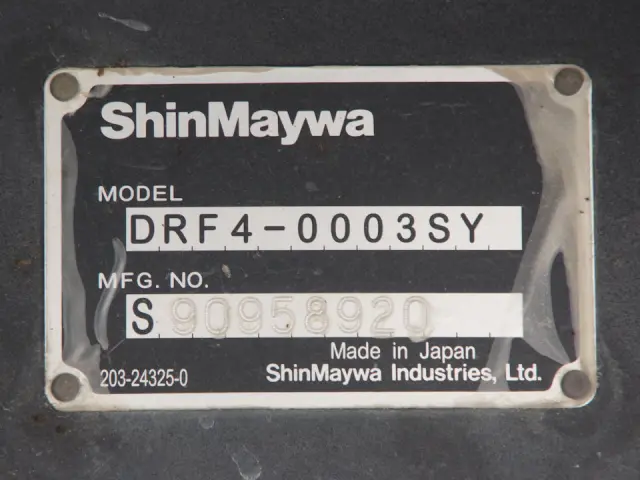 ShinMaywa
MODEL
DRF4-0003SY
MFG. NO.
S 90958920
Made in Japan
203-24325-0 ShinMaywa Industries, Ltd.